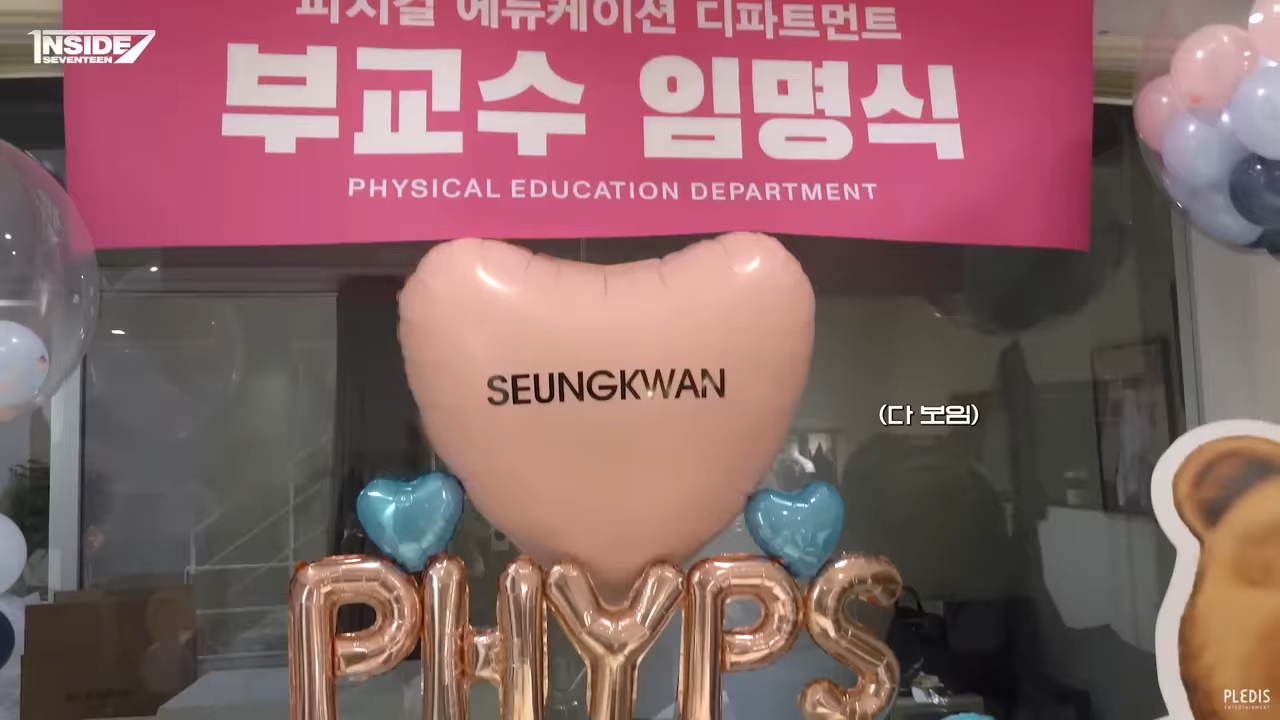 피지컬 에듀케이션 디파트먼트
부교수 임명식
PHYSICAL EDUCATION DEPARTMENT
INSIDE
SEVENTEEN
SEUNGKWAN
(다 보임)
PHYPS
PLEDIS
ENTERTAINMENT